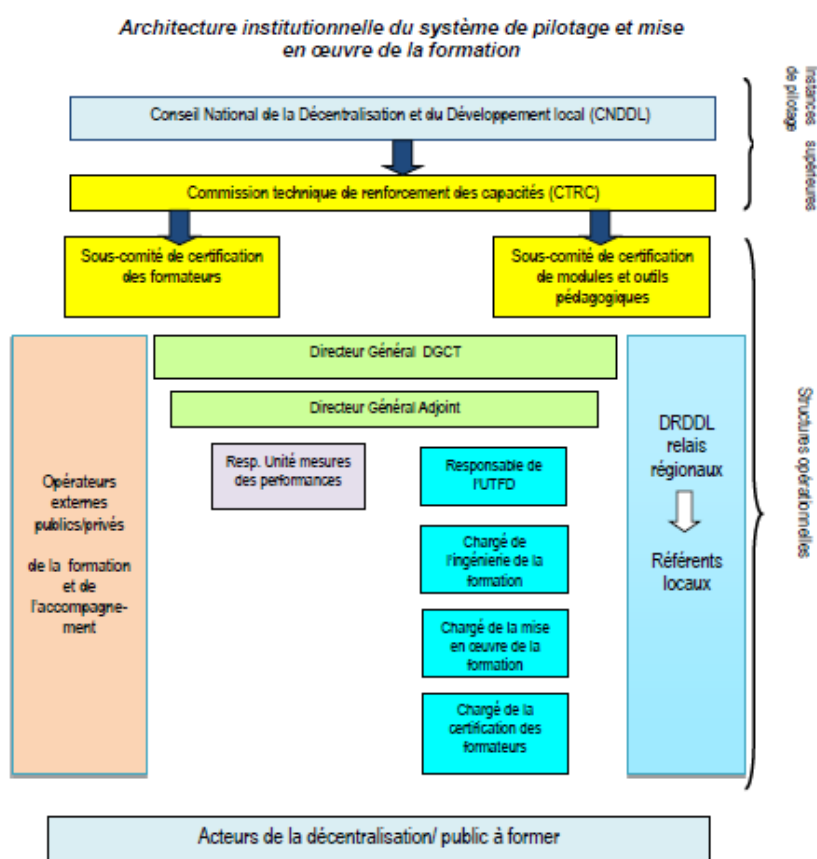 Architecture institutionnelle du système de pilotage et mise
en œuvre de la formation
Instances supérieures
de pilotage
Conseil National de la Décentralisation et du Développement local (CNDDL)
Commission technique de renforcement des capacités (CTRC)
Sous-comité de certification
des formateurs
Sous-comité de certification
de modules et outils
pédagogiques
Structures opérationnelles
Directeur Général DGCT
Directeur Général Adjoint
Opérateurs
externes
publics/privés
de la formation
et de
l'accompagne-
ment
Resp. Unité mesures
des performances
Responsable de
l'UTFD
Chargé de
l'ingénierie de la
formation
Chargé de la mise
en œuvre de la
formation
Chargé de la
certification des
formateurs
DRDDL
relais
régionaux
Référents
locaux
Acteurs de la décentralisation/ public à former